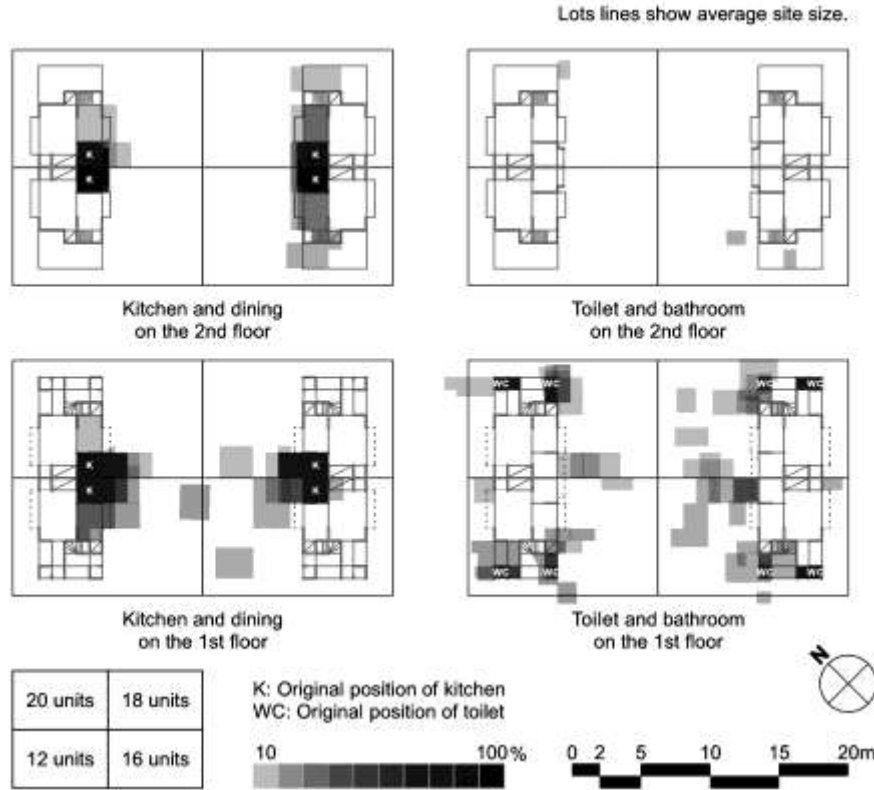 Lots lines show average site size.
K
K
K
K
Kitchen and dining
on the 2nd floor
Toilet and bathroom
on the 2nd floor
K
K
K
K
WC WC WC WC
WC WC WC WC
Kitchen and dining
on the 1st floor
Toilet and bathroom
on the 1st floor
20 units 18 units
12 units 16 units
K: Original position of kitchen
WC: Original position of toilet
10 100%
0 2 5 10 15 20m
N